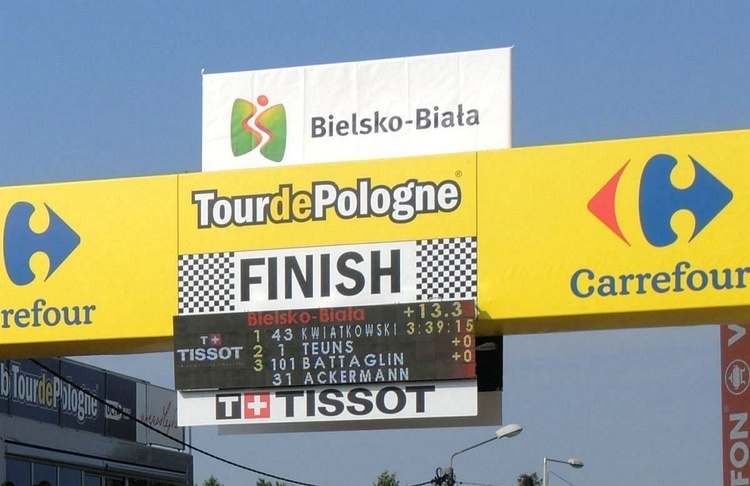 Bielsko-Biała
TourdePologne®
FINISH
refour
Carrefour
Bielsko-Biała +13.3
1 43 KWIATKOWSKI 3:39:15
2 1 TEUNS +0
3 101 BATTAGLIN +0
31 ACKERMANN
T+
TISSOT
T+ TISSOT
b TourdePologne
FON V